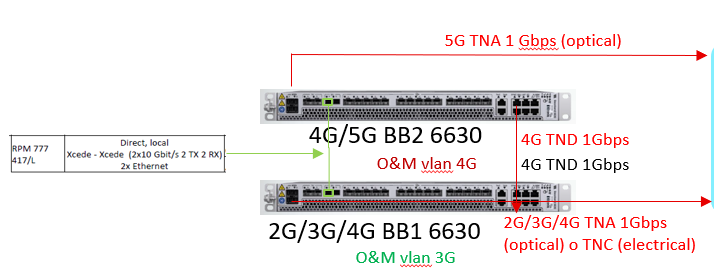 5G TNA 1 Gbps (optical)
RPM 777
417/L
Direct, local
Xcede - Xcede (2x10 Gbit/s 2 TX 2 RX)
2x Ethernet
4G/5G BB2 6630
O&M vlan 4G
4G TND 1Gbps
4G TND 1Gbps
2G/3G/4G BB1 6630
O&M vlan 3G
2G/3G/4G TNA 1Gbps
(optical) o TNC (electrical)